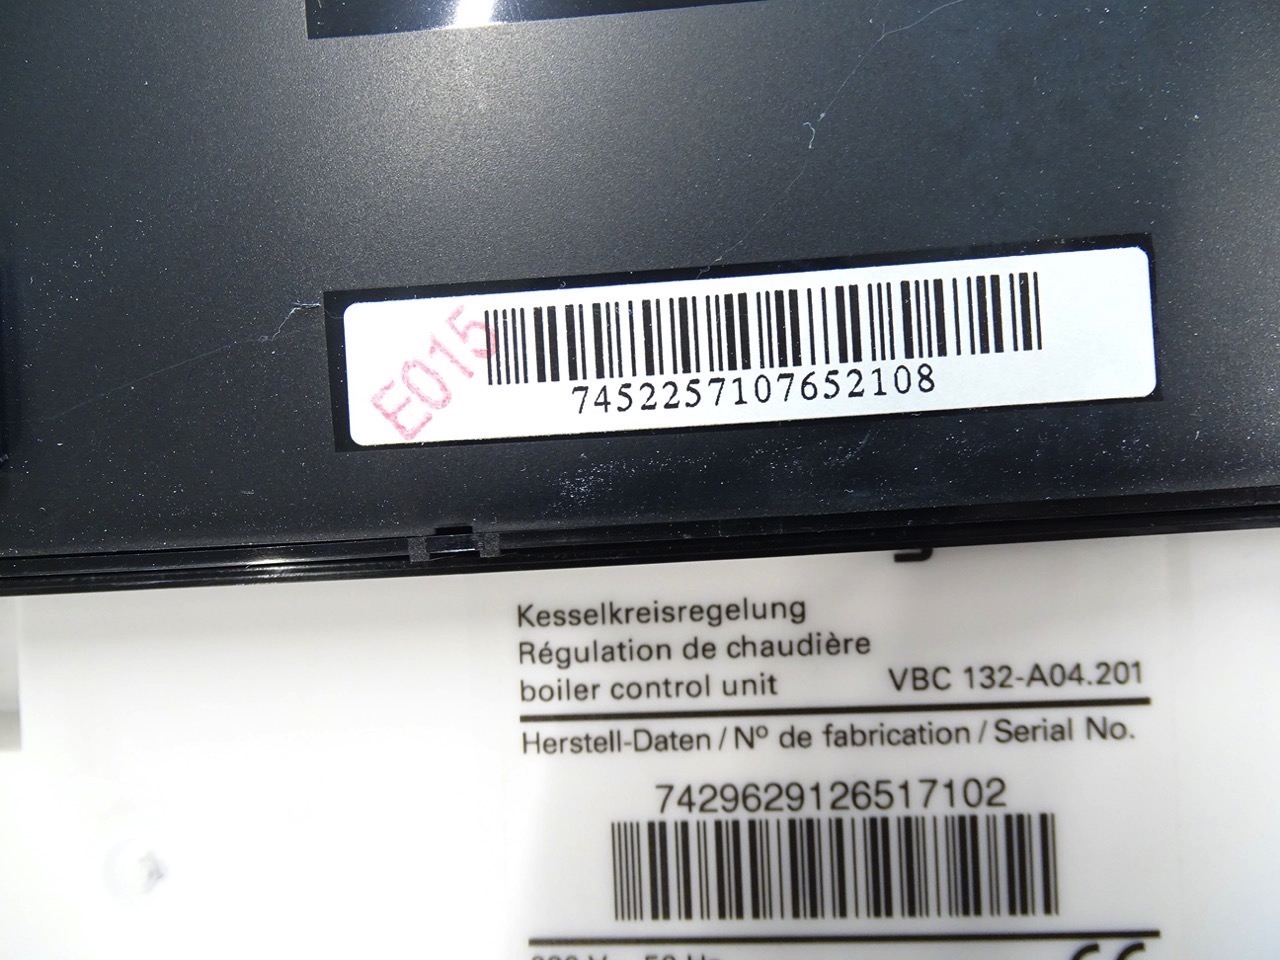 E015
7452257107652108
Kesselkreisregelung
Régulation de chaudière
boiler control unit VBC 132-A04.201
Herstell-Daten / Nº de fabrication / Serial No.
7429629126517102
CE